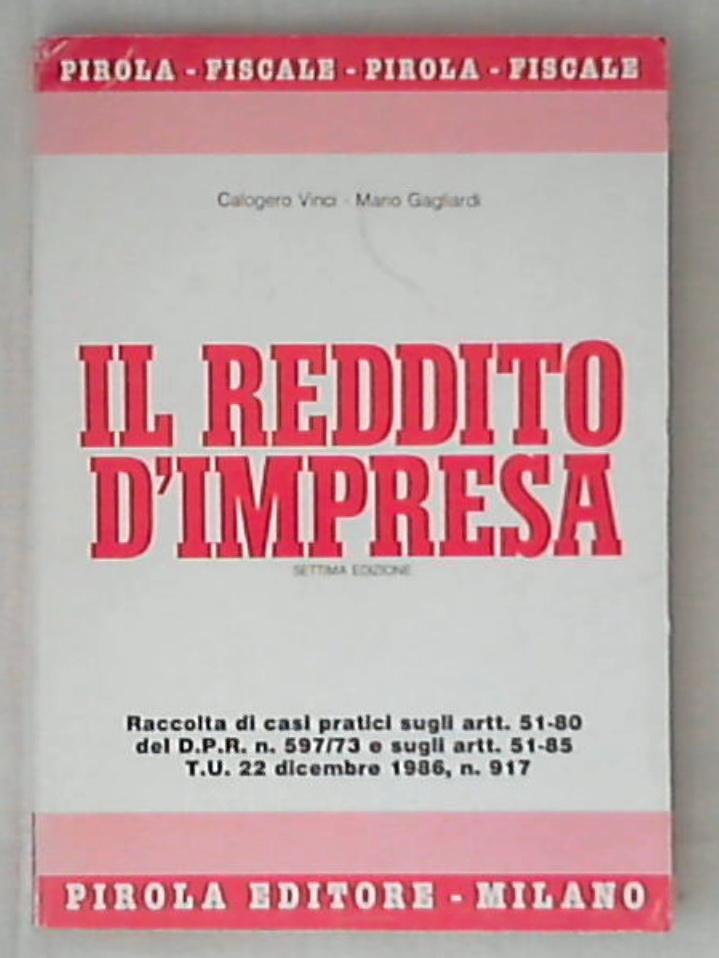 PIROLA - FISCALE - PIROLA - FISCALE
Calogero Vinci - Mario Gagliardi
IL REDDITO
D'IMPRESA
SETTIMA EDIZIONE
Raccolta di casi pratici sugli artt. 51-80
del D.P.R. n. 597/73 e sugli artt. 51-85
T.U. 22 dicembre 1986, n. 917
PIROLA EDITORE - MILANO